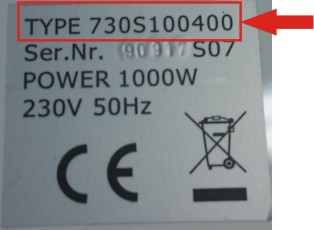 TYPE 730S100400
Ser.Nr. S07
POWER 1000W
230V 50Hz
CE